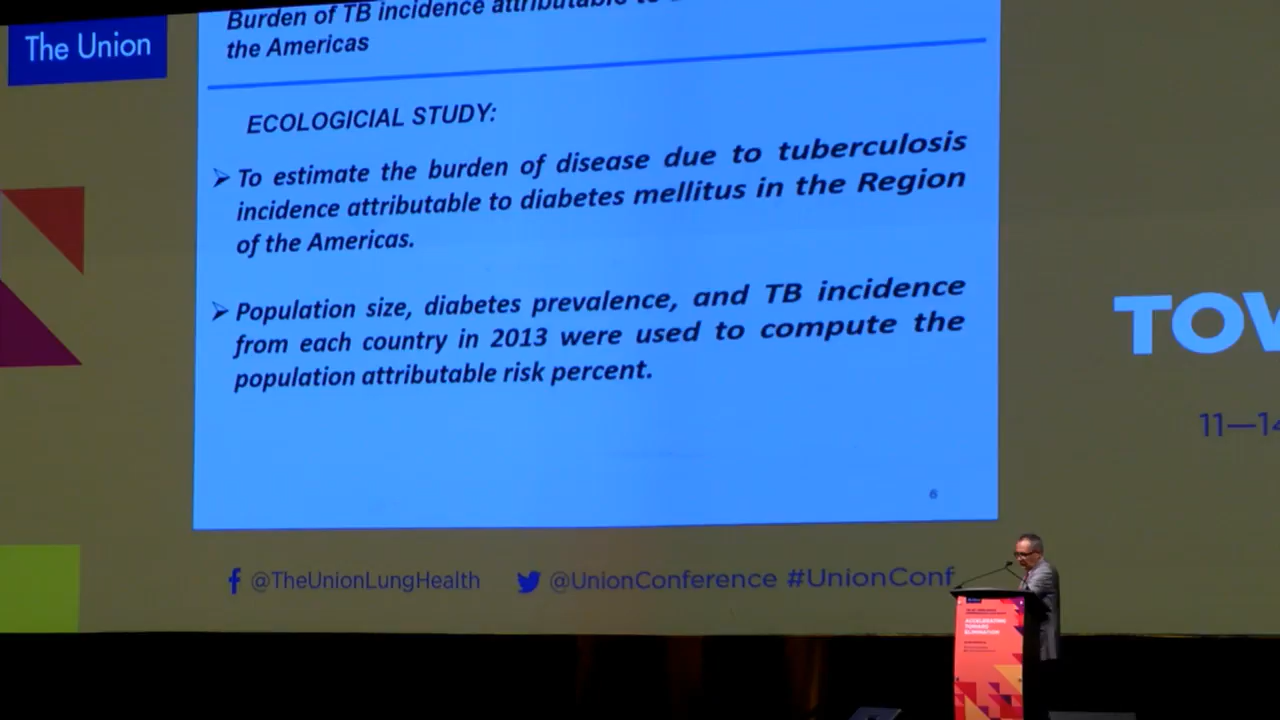 The Union
Burden of TB incidence attributable to
the Americas
ECOLOGICIAL STUDY:
➢ To estimate the burden of disease due to tuberculosis
incidence attributable to diabetes mellitus in the Region
of the Americas.
➢ Population size, diabetes prevalence, and TB incidence
from each country in 2013 were used to compute the
population attributable risk percent.
6
TOW
11—14
@TheUnionLungHealth @UnionConference #UnionConf
ACCELERATING
TOWARD
ELIMINATION